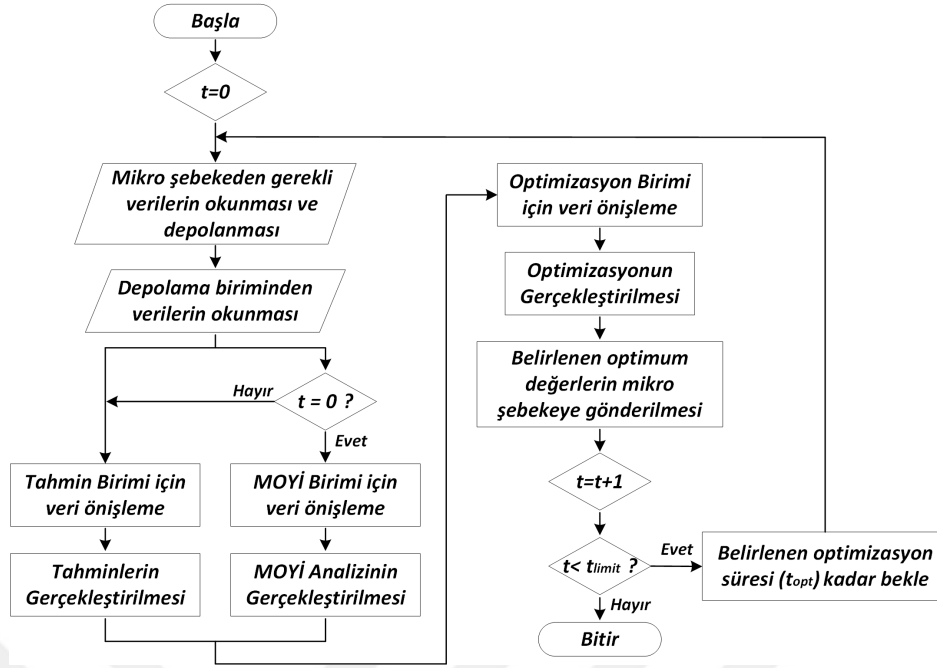 Başla
t=0
Mikro şebekeden gerekli
verilerin okunması ve
depolanması
Depolama biriminden
verilerin okunması
Hayır
t = 0 ?
Evet
Tahmin Birimi için
veri önişleme
MOYİ Birimi için
veri önişleme
Tahminlerin
Gerçekleştirilmesi
MOYİ Analizinin
Gerçekleştirilmesi
Optimizasyon Birimi
için veri önişleme
Optimizasyonun
Gerçekleştirilmesi
Belirlenen optimum
değerlerin mikro
şebekeye gönderilmesi
t=t+1
t< tlimit ?
Evet
Belirlenen optimizasyon
süresi (topt) kadar bekle
Hayır
Bitir